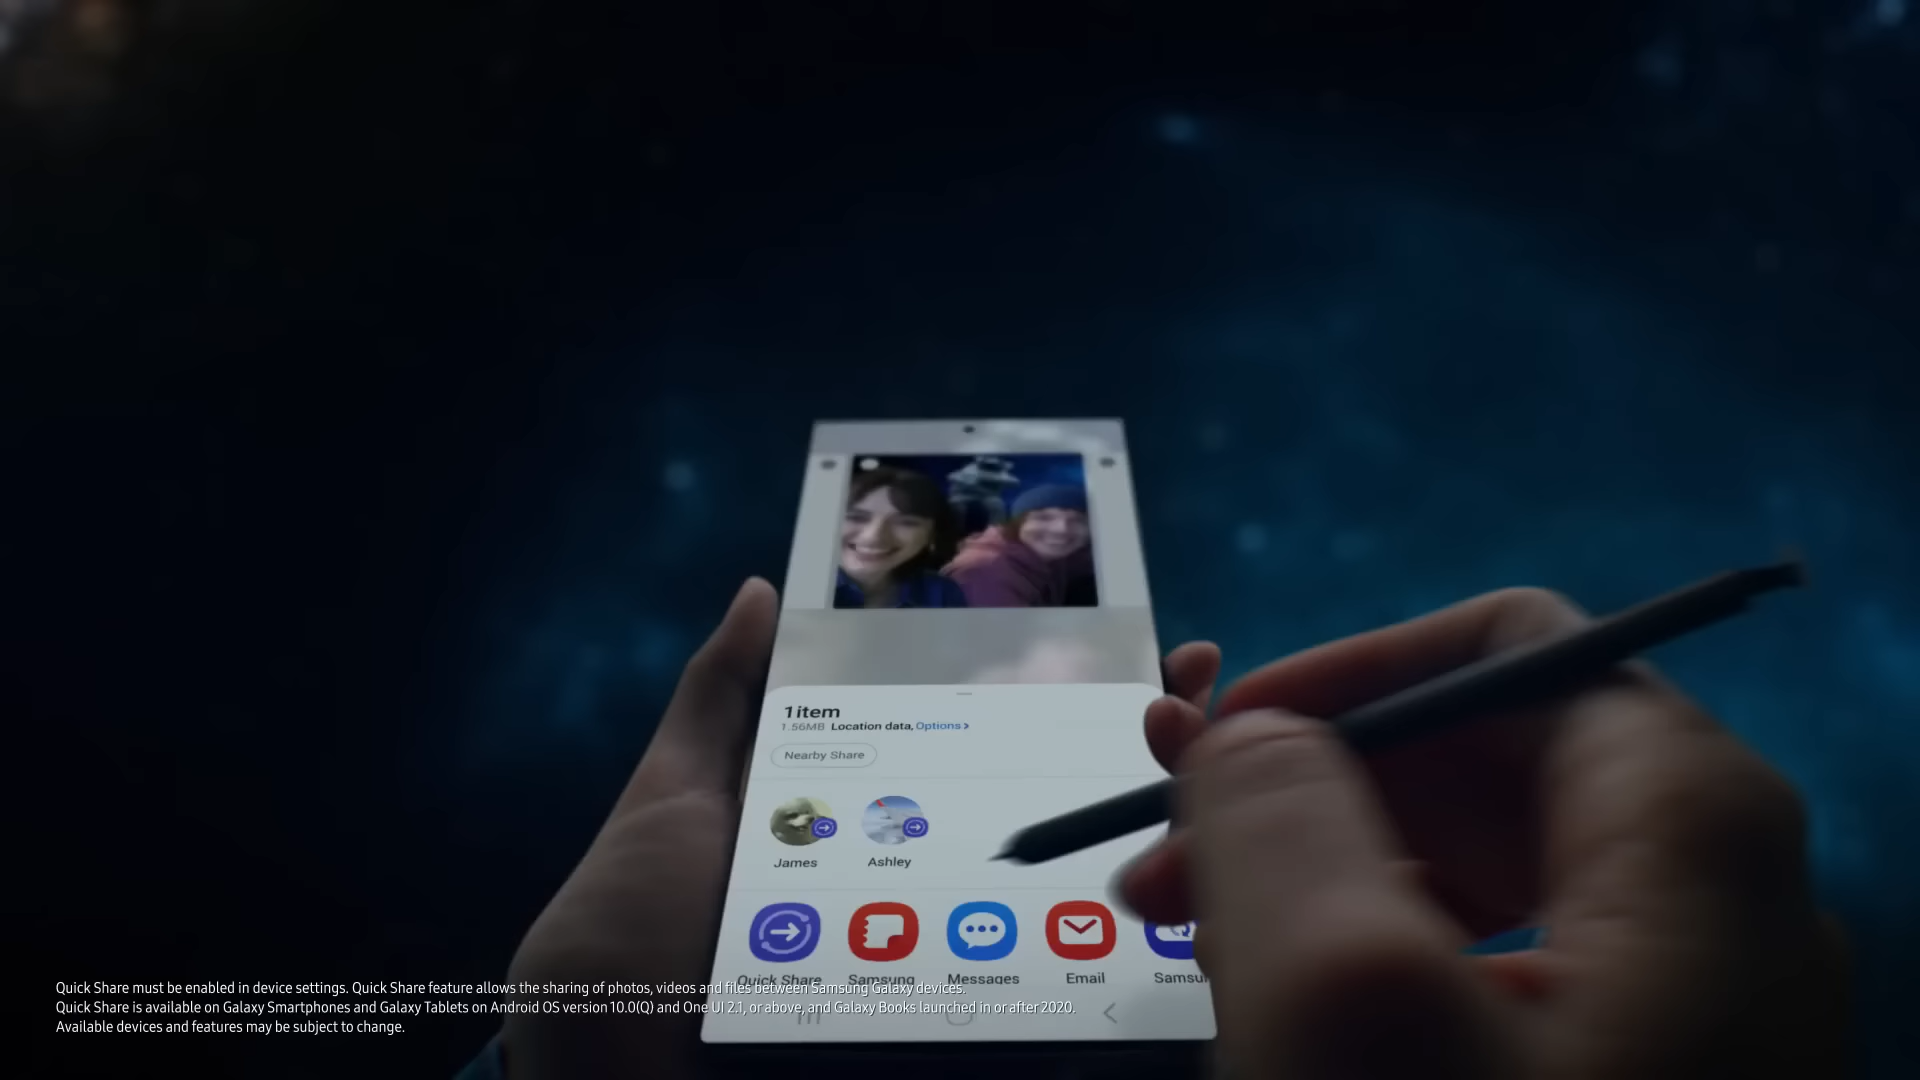 1 item
1.56MB Location data, Options >
Nearby Share
James Ashley
Quick Share Samsung Messages Email Samsu
Quick Share must be enabled in device settings. Quick Share feature allows the sharing of photos, videos and files between Samsung Galaxy devices.
Quick Share is available on Galaxy Smartphones and Galaxy Tablets on Android OS version 10.0(Q) and One UI 2.1, or above, and Galaxy Books launched in or after 2020.
Available devices and features may be subject to change.